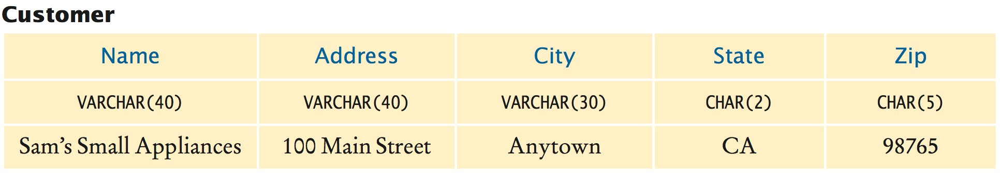 Customer
Name Address City State Zip
VARCHAR(40) VARCHAR(40) VARCHAR(30) CHAR(2) CHAR(5)
Sam’s Small Appliances 100 Main Street Anytown CA 98765